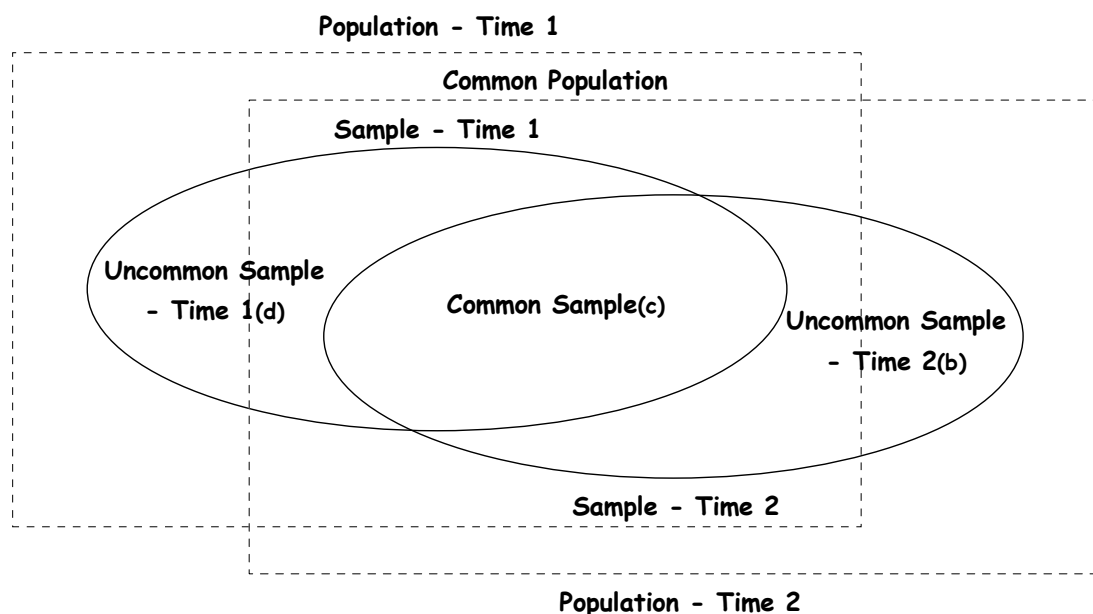 Population - Time 1
Common Population
Sample - Time 1
Uncommon Sample
- Time 1(d)
Common Sample(c)
Uncommon Sample
- Time 2(b)
Sample - Time 2
Population - Time 2